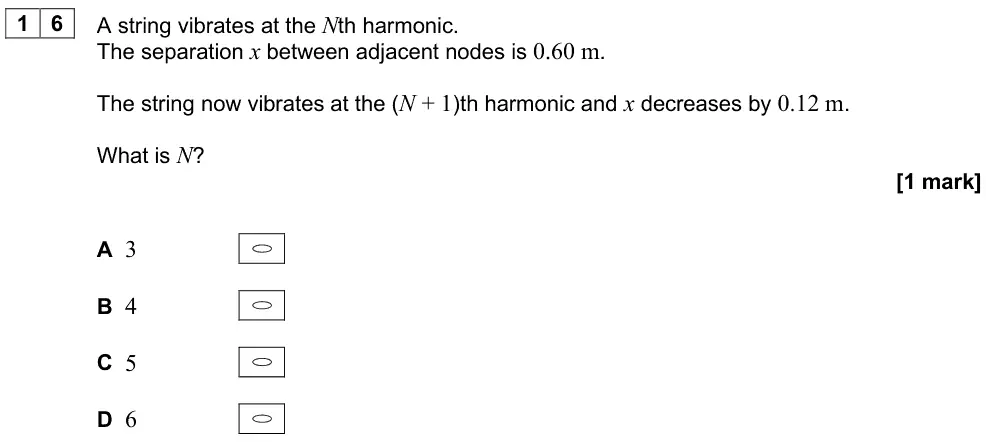 1 6 A string vibrates at the Nth harmonic.
The separation x between adjacent nodes is 0.60 m.
The string now vibrates at the (N + 1)th harmonic and x decreases by 0.12 m.
What is N?
[1 mark]
A 3
B 4
C 5
D 6